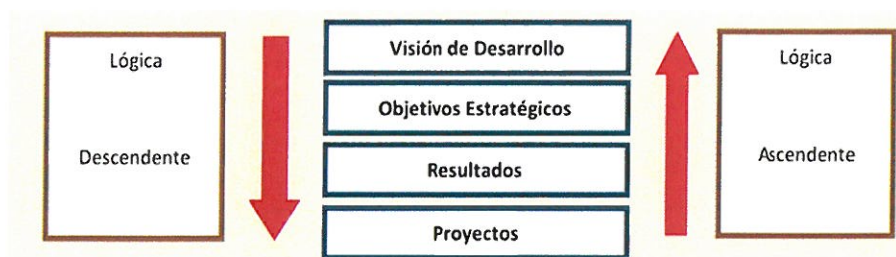 Lógica
Descendente
Visión de Desarrollo
Objetivos Estratégicos
Resultados
Proyectos
Lógica
Ascendente